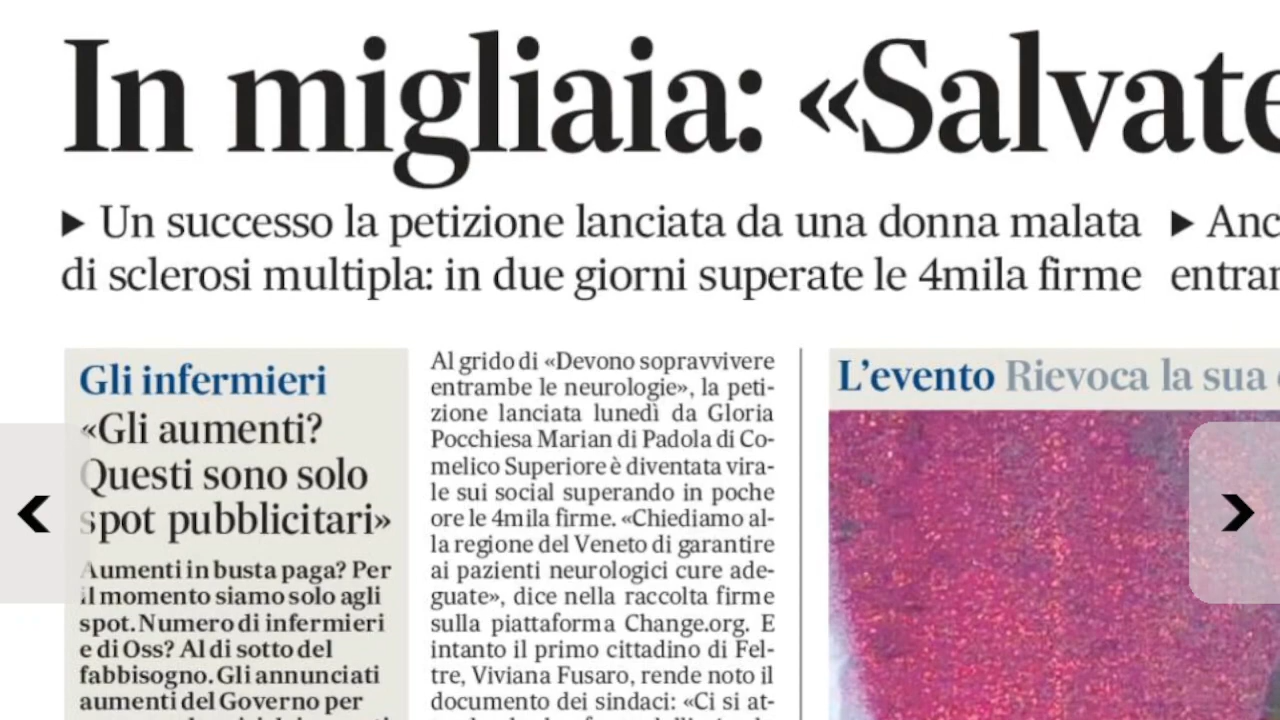 In migliaia: «Salvate
▶ Un successo la petizione lanciata da una donna malata
di sclerosi multipla: in due giorni superate le 4mila firme
▶ Anc
entrar
Gli infermieri
«Gli aumenti?
Questi sono solo
spot pubblicitari»
Aumenti in busta paga? Per
il momento siamo solo agli
spot. Numero di infermieri
e di Oss? Al di sotto del
fabbisogno. Gli annunciati
aumenti del Governo per
Al grido di «Devono sopravvivere
entrambe le neurologie», la peti-
zione lanciata lunedì da Gloria
Pocchiesa Marian di Padola di Co-
melico Superiore è diventata vira-
le sui social superando in poche
ore le 4mila firme. «Chiediamo al-
la regione del Veneto di garantire
ai pazienti neurologici cure ade-
guate», dice nella raccolta firme
sulla piattaforma Change.org. E
intanto il primo cittadino di Fel-
tre, Viviana Fusaro, rende noto il
documento dei sindaci: «Ci si at-
L'evento Rievoca la sua